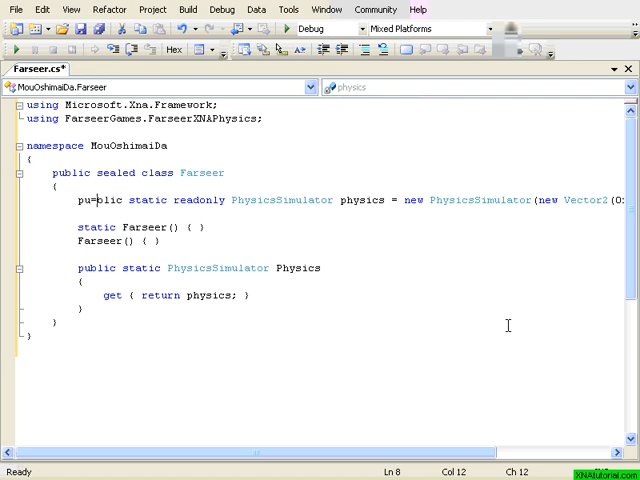 File Edit View Refactor Project Build Debug Data Tools Window Community Help
Debug Mixed Platforms
Hex
Farseer.cs*
MouOshimaiDa.Farseer physics
using Microsoft.Xna.Framework;
using FarseerGames.FarseerXNAPhysics;
namespace MouOshimaiDa
{
public sealed class Farseer
{
pu=blic static readonly PhysicsSimulator physics = new PhysicsSimulator(new Vector2(0,
static Farseer() { }
Farseer() { }
public static PhysicsSimulator Physics
{
get { return physics; }
}
}
}
Ready Ln 8 Col 12 Ch 12
XNAtutorial.com